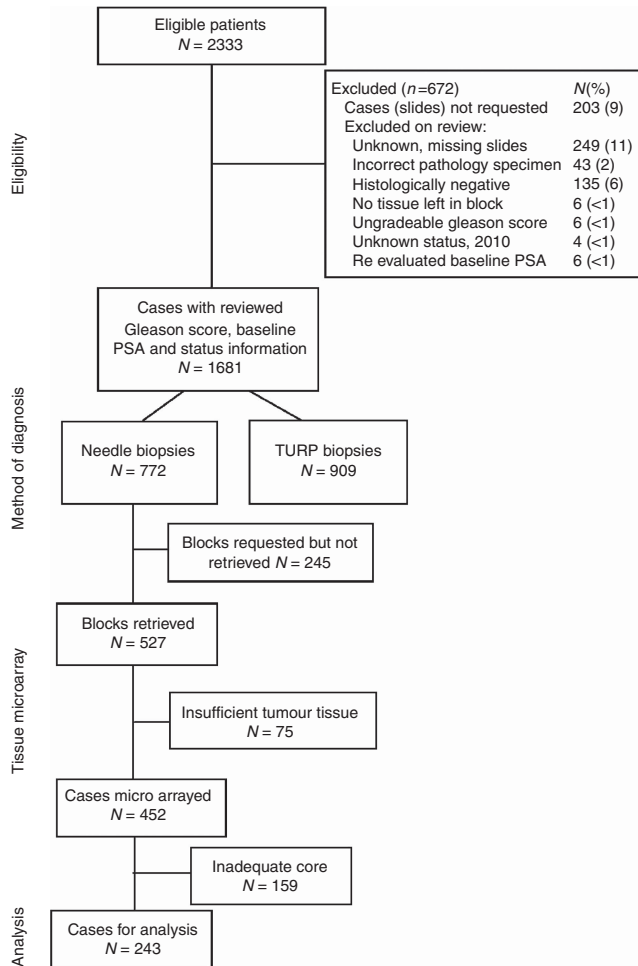 Eligible patients
N = 2333
Excluded (n=672) N(%)
Cases (slides) not requested 203 (9)
Excluded on review:
Unknown, missing slides 249 (11)
Incorrect pathology specimen 43 (2)
Histologically negative 135 (6)
No tissue left in block 6 (<1)
Ungradeable gleason score 6 (<1)
Unknown status, 2010 4 (<1)
Re evaluated baseline PSA 6 (<1)
Eligibility
Cases with reviewed
Gleason score, baseline
PSA and status information
N = 1681
Method of diagnosis
Needle biopsies
N = 772
TURP biopsies
N = 909
Blocks requested but not
retrieved N = 245
Tissue microarray
Blocks retrieved
N = 527
Insufficient tumour tissue
N = 75
Cases micro arrayed
N = 452
Inadequate core
N = 159
Analysis
Cases for analysis
N = 243